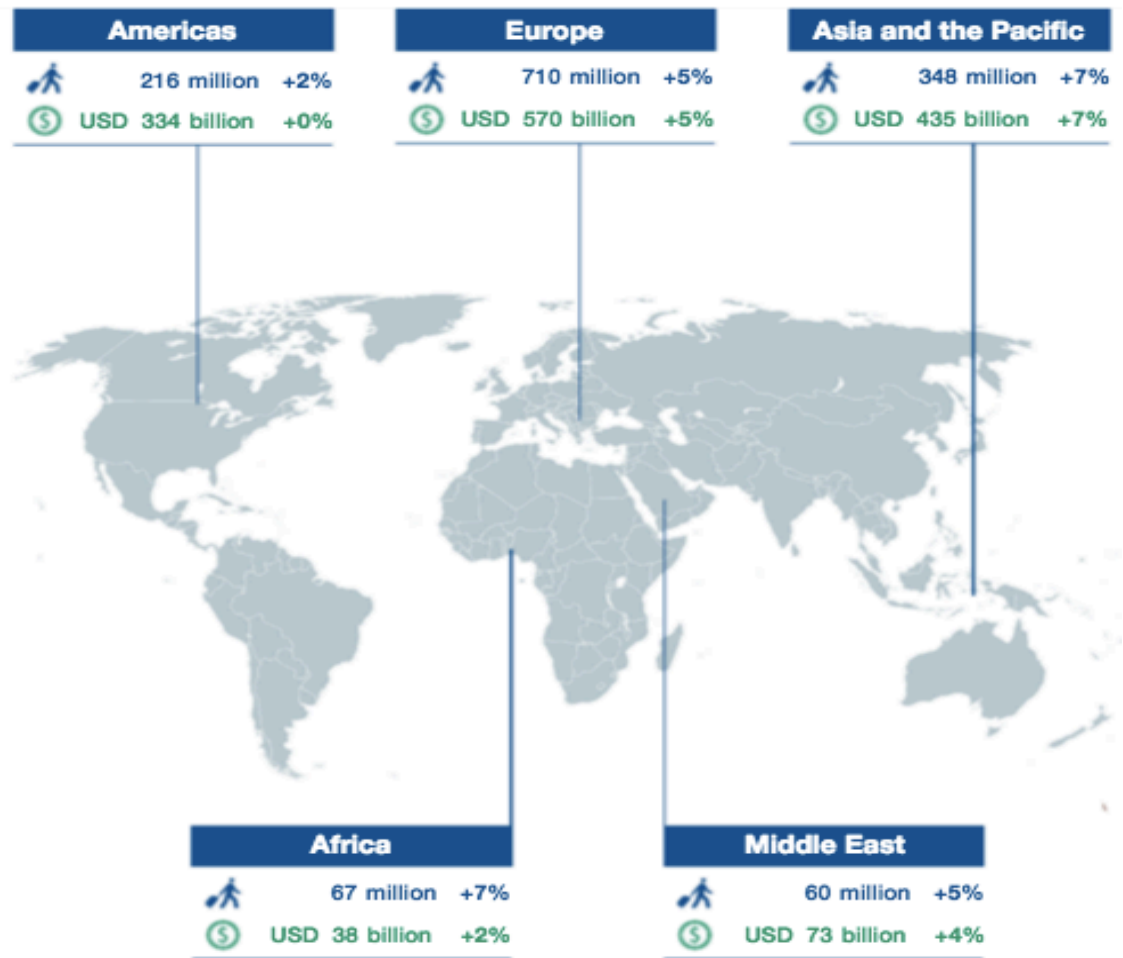 Americas
216 million +2%
USD 334 billion +0%
Europe
710 million +5%
USD 570 billion +5%
Asia and the Pacific
348 million +7%
USD 435 billion +7%
Africa
67 million +7%
USD 38 billion +2%
Middle East
60 million +5%
USD 73 billion +4%